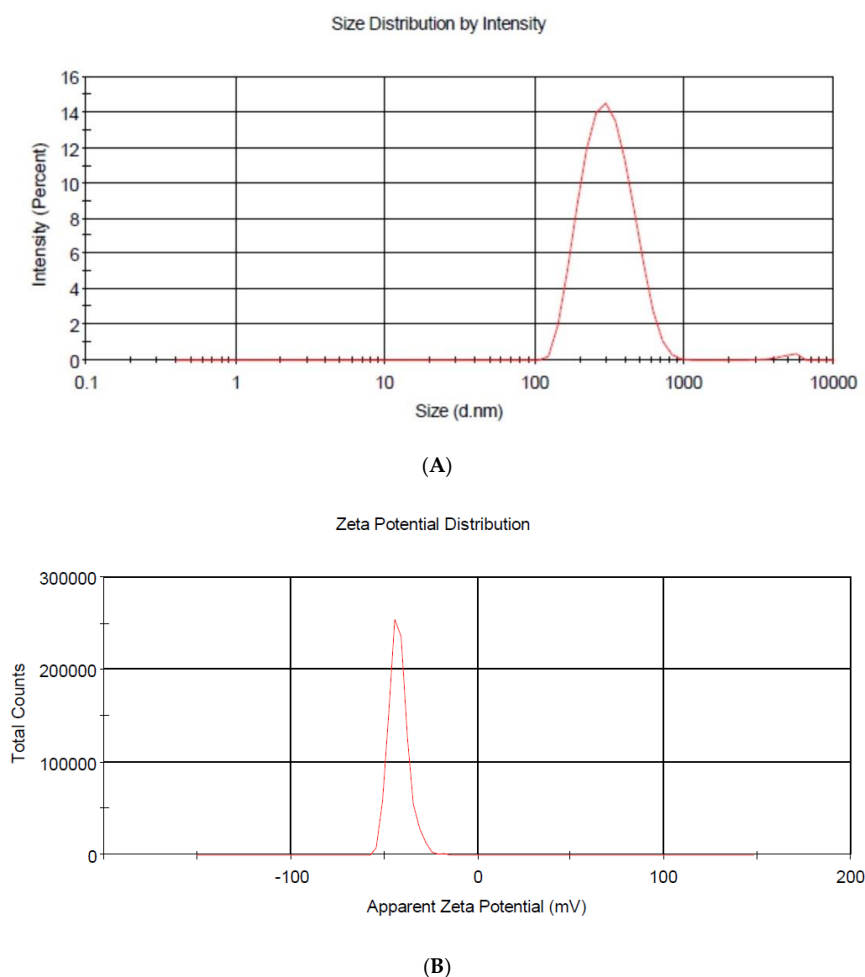 Size Distribution by Intensity
16
14
12
10
8
6
4
2
0
Intensity (Percent)
0.1 1 10 100 1000 10000
Size (d.nm)
(A)
Zeta Potential Distribution
300000
200000
100000
0
Total Counts
-100 0 100 200
Apparent Zeta Potential (mV)
(B)